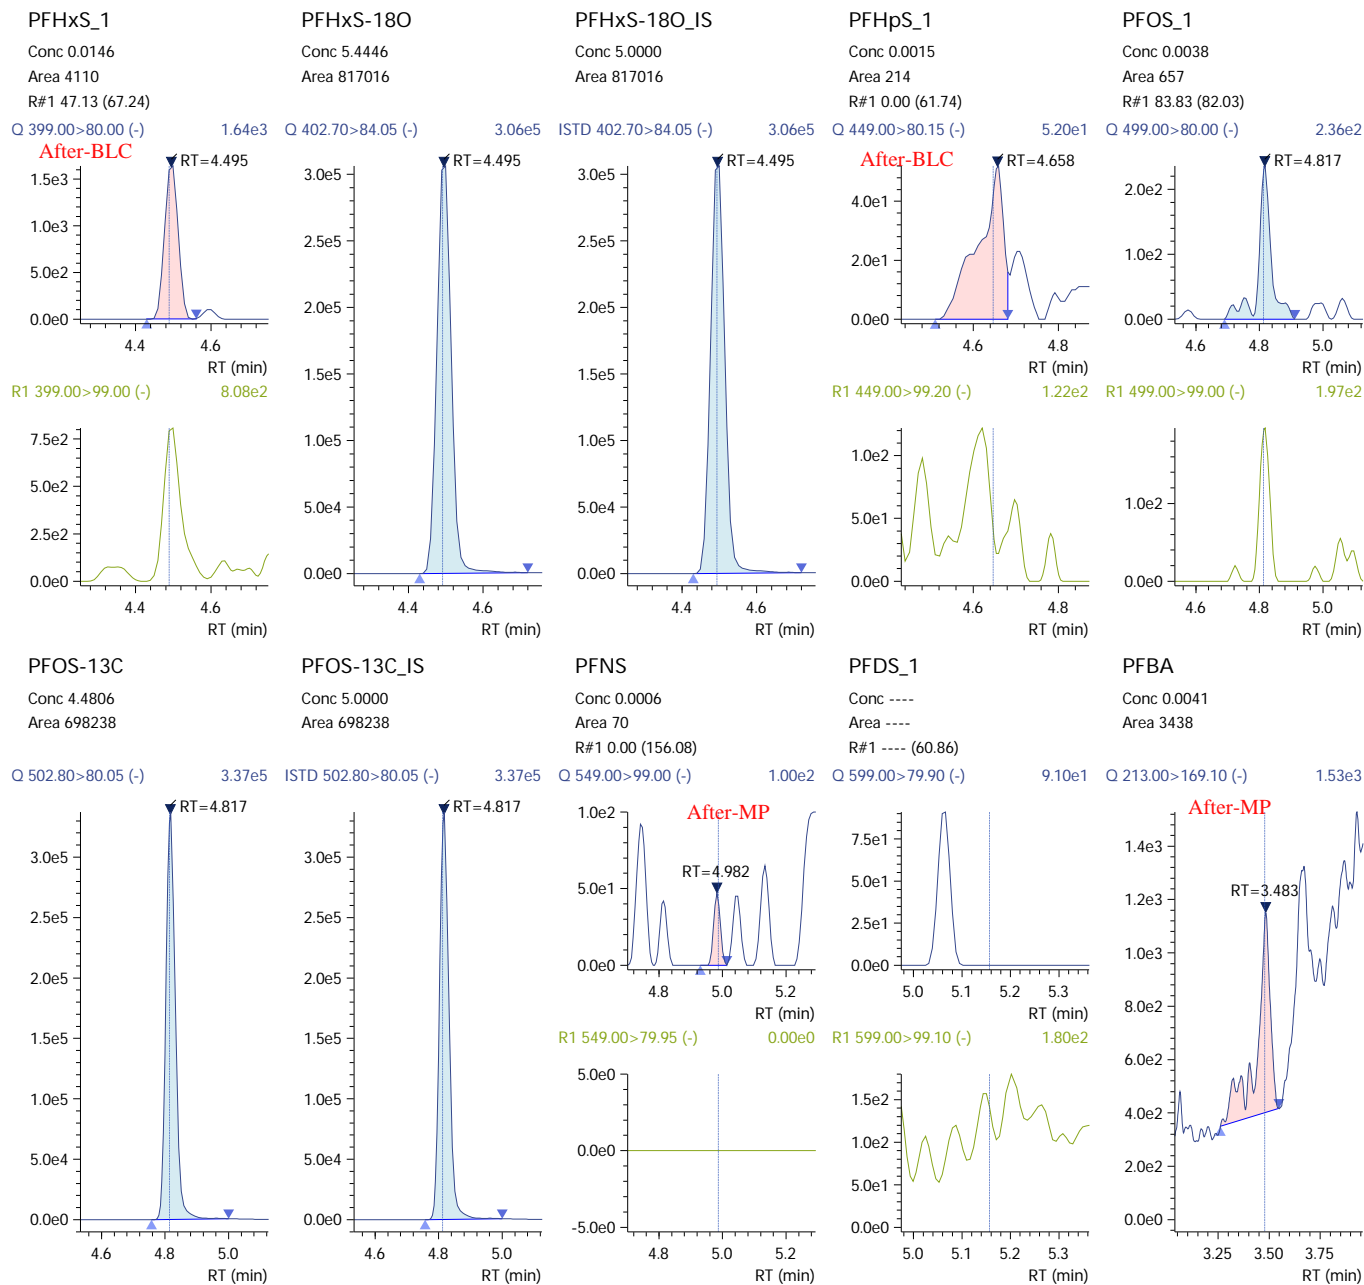 PFHxS_1
Conc 0.0146
Area 4110
R#1 47.13 (67.24)
Q 399.00>80.00 (-) 1.64e3
After-BLC
RT=4.495
1.5e3
1.0e3
5.0e2
0.0e0
4.4 4.6
RT (min)
R1 399.00>99.00 (-) 8.08e2
7.5e2
5.0e2
2.5e2
0.0e0
4.4 4.6
RT (min)
PFHxS-18O
Conc 5.4446
Area 817016
Q 402.70>84.05 (-) 3.06e5
RT=4.495
3.0e5
2.5e5
2.0e5
1.5e5
1.0e5
5.0e4
0.0e0
4.4 4.6
RT (min)
PFHxS-18O_IS
Conc 5.0000
Area 817016
ISTD 402.70>84.05 (-) 3.06e5
RT=4.495
3.0e5
2.5e5
2.0e5
1.5e5
1.0e5
5.0e4
0.0e0
4.4 4.6
RT (min)
PFHpS_1
Conc 0.0015
Area 214
R#1 0.00 (61.74)
Q 449.00>80.15 (-) 5.20e1
After-BLC
RT=4.658
4.0e1
2.0e1
0.0e0
4.6 4.8
RT (min)
R1 449.00>99.20 (-) 1.22e2
1.0e2
5.0e1
0.0e0
4.6 4.8
RT (min)
PFOS_1
Conc 0.0038
Area 657
R#1 83.83 (82.03)
Q 499.00>80.00 (-) 2.36e2
RT=4.817
2.0e2
1.0e2
0.0e0
4.6 4.8 5.0
RT (min)
R1 499.00>99.00 (-) 1.97e2
1.0e2
0.0e0
4.6 4.8 5.0
RT (min)
PFOS-13C
Conc 4.4806
Area 698238
Q 502.80>80.05 (-) 3.37e5
RT=4.817
3.0e5
2.5e5
2.0e5
1.5e5
1.0e5
5.0e4
0.0e0
4.6 4.8 5.0
RT (min)
PFOS-13C_IS
Conc 5.0000
Area 698238
ISTD 502.80>80.05 (-) 3.37e5
RT=4.817
3.0e5
2.5e5
2.0e5
1.5e5
1.0e5
5.0e4
0.0e0
4.6 4.8 5.0
RT (min)
PFNS
Conc 0.0006
Area 70
R#1 0.00 (156.08)
Q 549.00>99.00 (-) 1.00e2
After-MP
RT=4.982
1.0e2
5.0e1
0.0e0
4.8 5.0 5.2
RT (min)
R1 549.00>79.95 (-) 0.00e0
5.0e0
0.0e0
-5.0e0
4.8 5.0 5.2
RT (min)
PFDS_1
Conc ----
Area ----
R#1 ---- (60.86)
Q 599.00>79.90 (-) 9.10e1
7.5e1
5.0e1
2.5e1
0.0e0
5.0 5.1 5.2 5.3
RT (min)
R1 599.00>99.10 (-) 1.80e2
1.5e2
1.0e2
5.0e1
0.0e0
5.0 5.1 5.2 5.3
RT (min)
PFBA
Conc 0.0041
Area 3438
Q 213.00>169.10 (-) 1.53e3
After-MP
RT=3.483
1.4e3
1.2e3
1.0e3
8.0e2
6.0e2
4.0e2
2.0e2
0.0e0
3.25 3.50 3.75
RT (min)